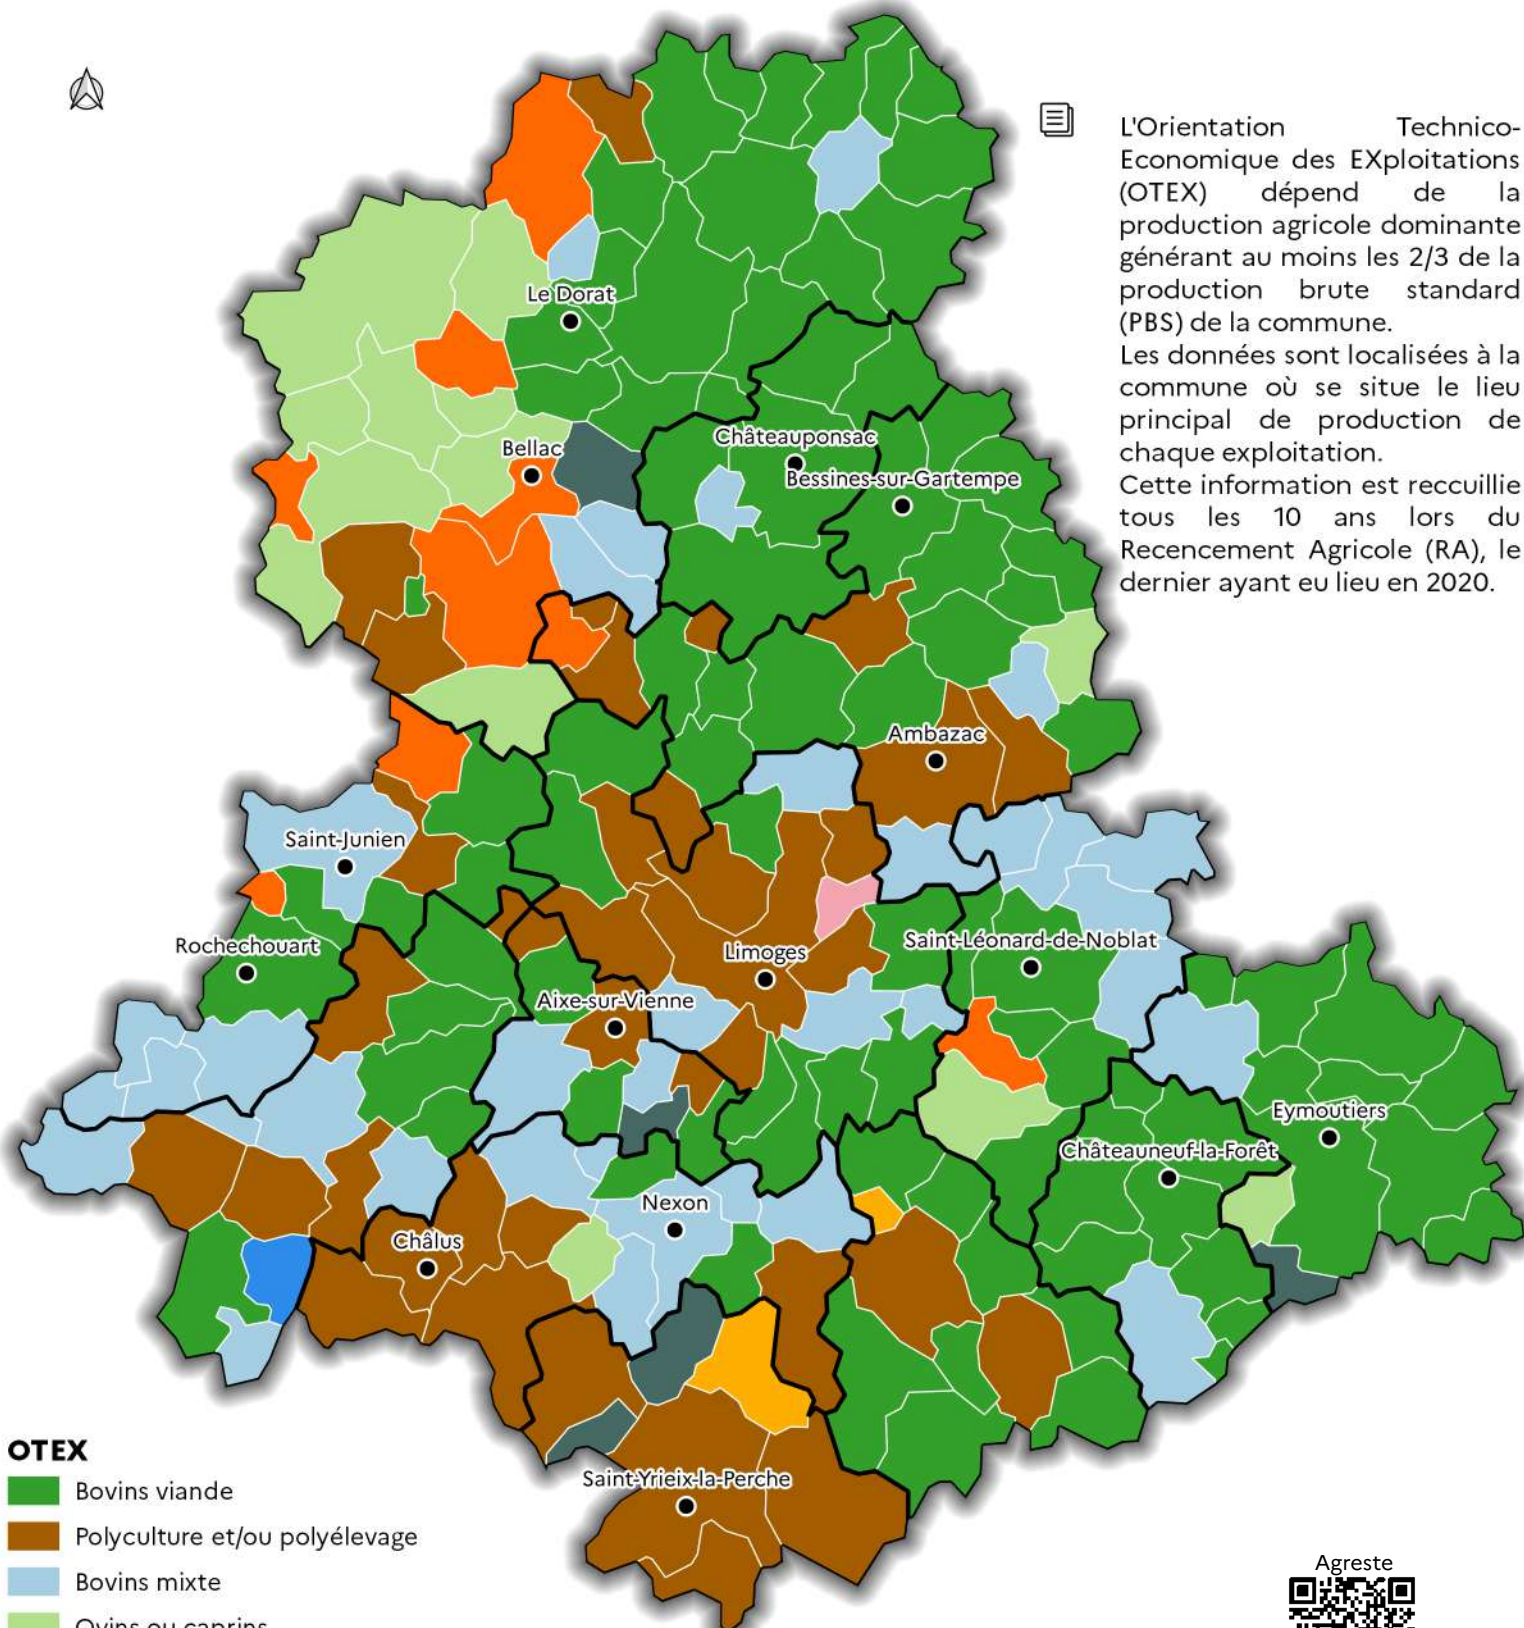 L'Orientation Technico-
Economique des EXploitations
(OTEX) dépend de la
production agricole dominante
générant au moins les 2/3 de la
production brute standard
(PBS) de la commune.
Les données sont localisées à la
commune où se situe le lieu
principal de production de
chaque exploitation.
Cette information est reccuillie
tous les 10 ans lors du
Recencement Agricole (RA), le
dernier ayant eu lieu en 2020.
Le Dorat
Châteauponsac
Bellac
Bessines-sur-Gartempe
Ambazac
Saint-Junien
Rochechouart
Saint-Léonard-de-Noblat
Limoges
Aixe-sur-Vienne
Eymoutiers
Châteauneuf-la-Forêt
Nexon
Châlus
Saint-Yrieix-la-Perche
OTEX
Bovins viande
Polyculture et/ou polyélevage
Bovins mixte
Ovins ou caprins
Agreste